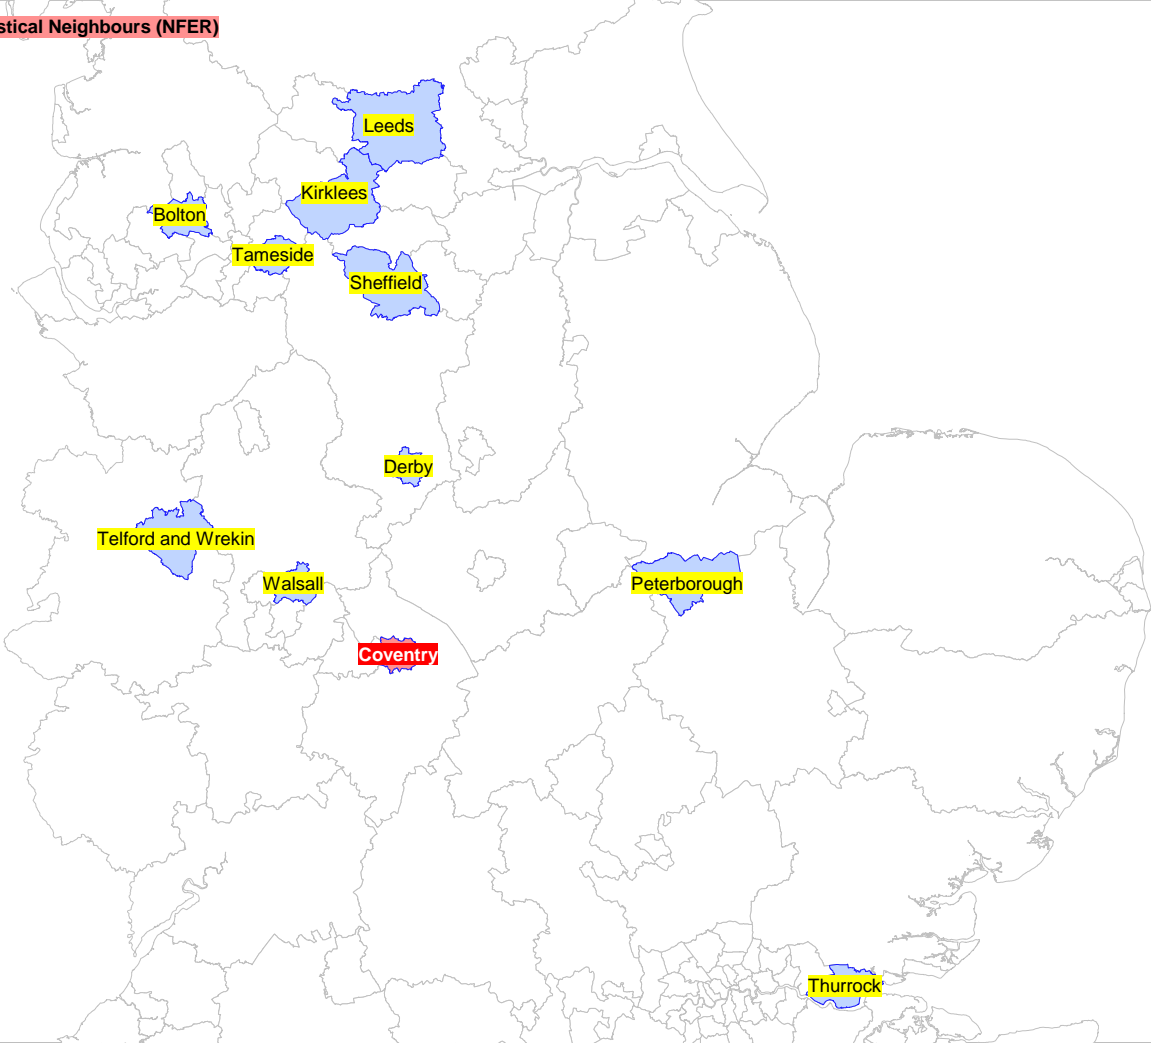 stical Neighbours (NFER)
Leeds
Kirklees
Bolton
Tameside
Sheffield
Derby
Telford and Wrekin
Walsall
Peterborough
Coventry
Thurrock